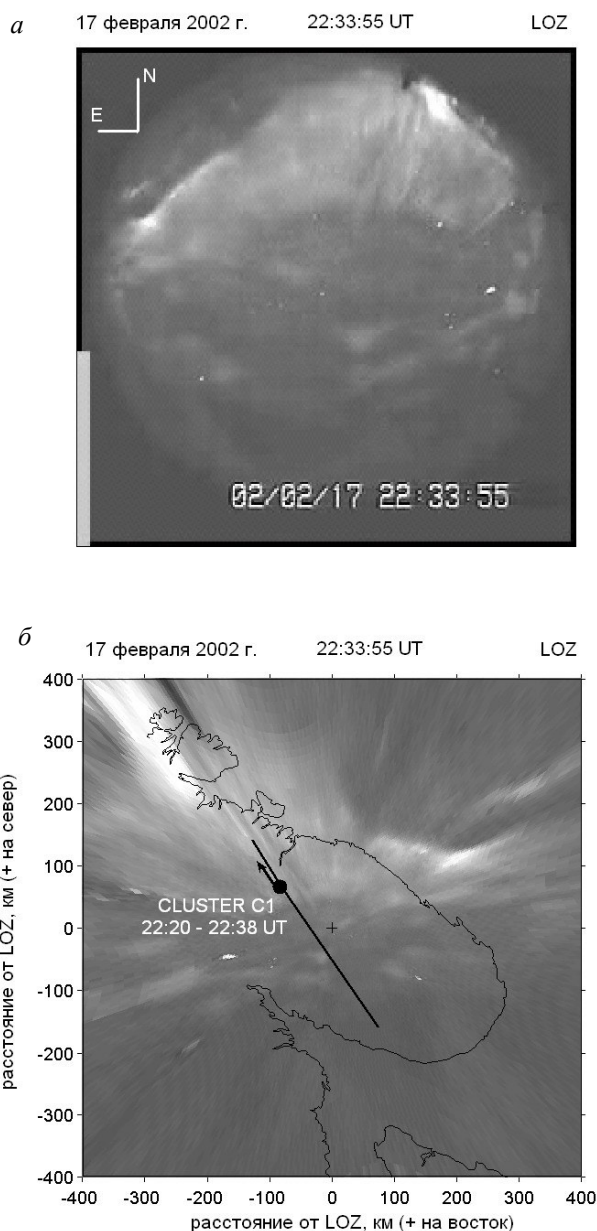 а
17 февраля 2002 г. 22:33:55 UT LOZ
N
E
02/02/17 22:33:55
б
17 февраля 2002 г. 22:33:55 UT LOZ
400
300
200
100
0
-100
-200
-300
-400
расстояние от LOZ, км (+ на север)
CLUSTER C1
22:20 - 22:38 UT
-400 -300 -200 -100 0 100 200 300 400
расстояние от LOZ, км (+ на восток)